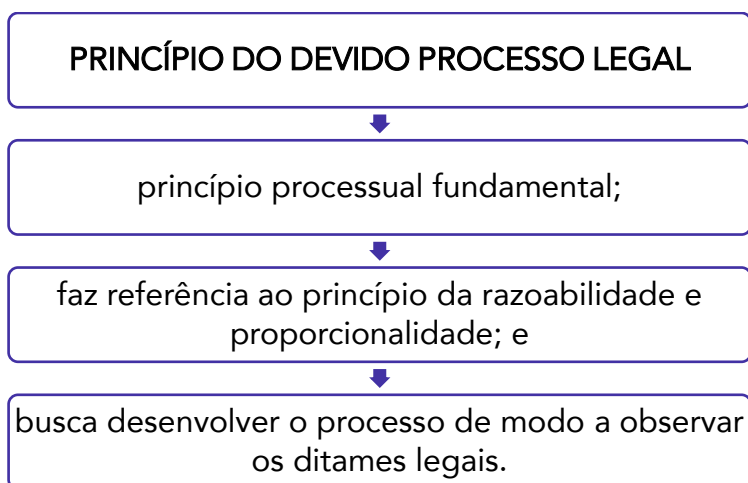 PRINCÍPIO DO DEVIDO PROCESSO LEGAL
princípio processual fundamental;
faz referência ao princípio da razoabilidade e
proporcionalidade; e
busca desenvolver o processo de modo a observar
os ditames legais.